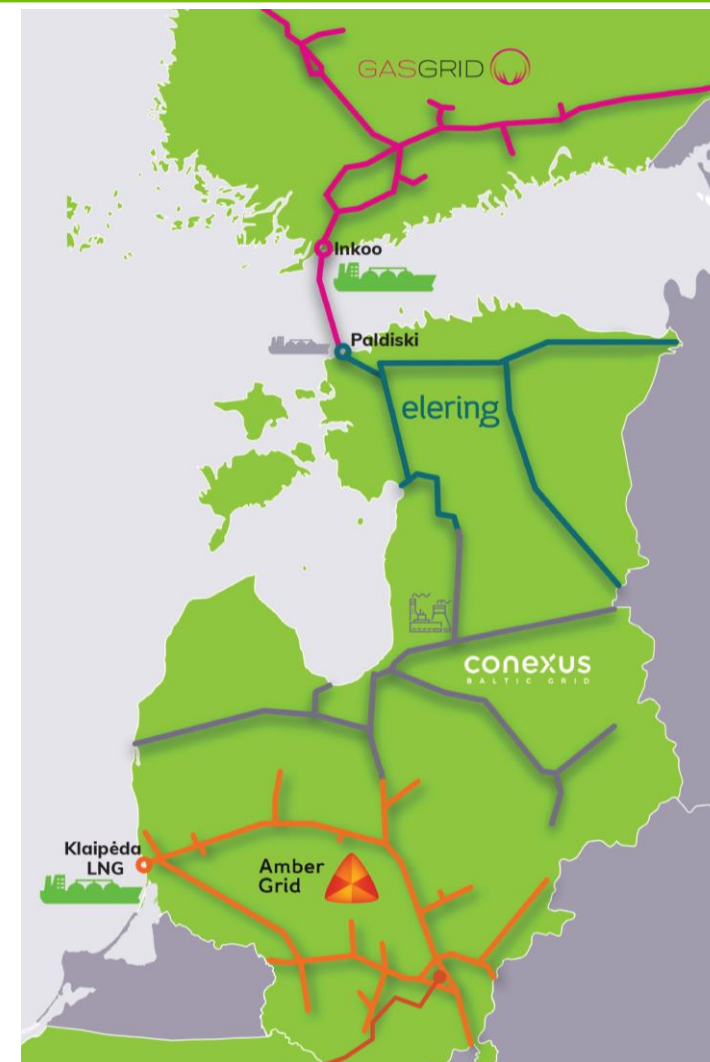 GASGRID
Inkoo
Paldiski
elering
conexus
BALTIC GRID
Klaipėda
LNG
Amber
Grid